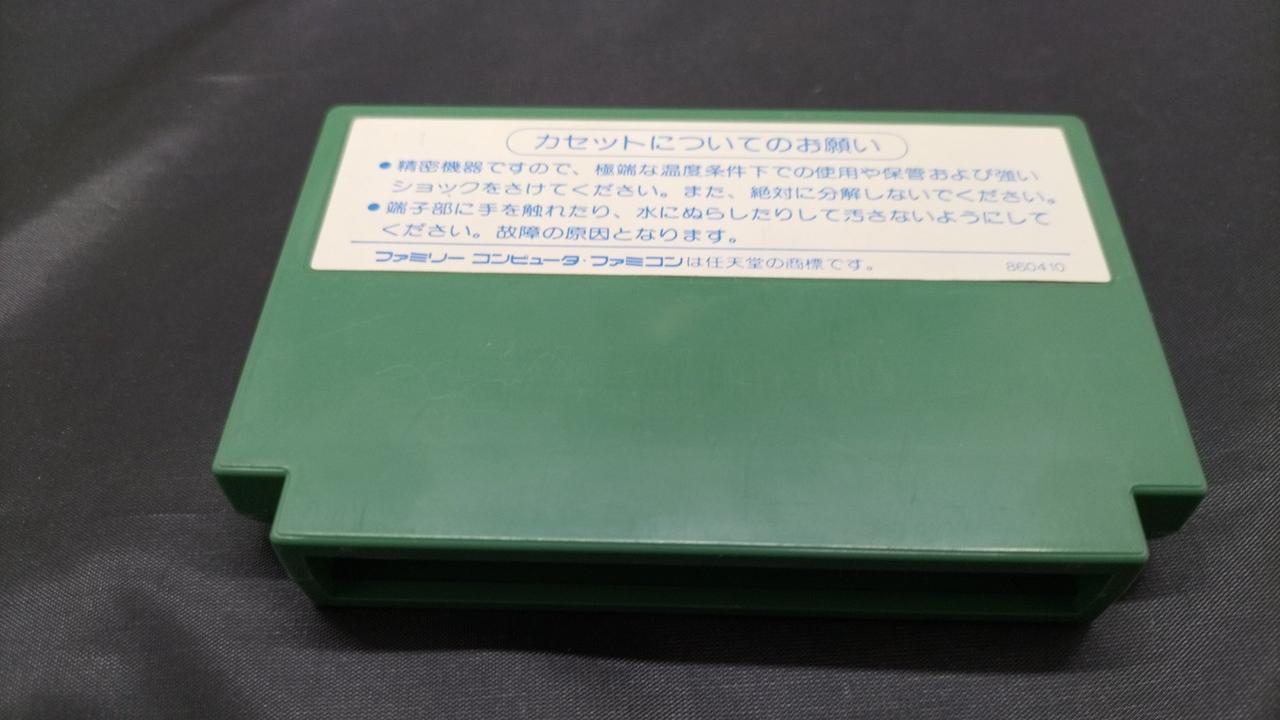 カセットについてのお願い
●精密機器ですので、極端な温度条件下での使用や保管および強い
ショックをさけてください。また、絶対に分解しないでください。
●端子部に手を触れたり、水にぬらしたりして汚さないようにして
ください。故障の原因となります。
ファミリー コンピュータ・ファミコンは任天堂の商標です。 860410